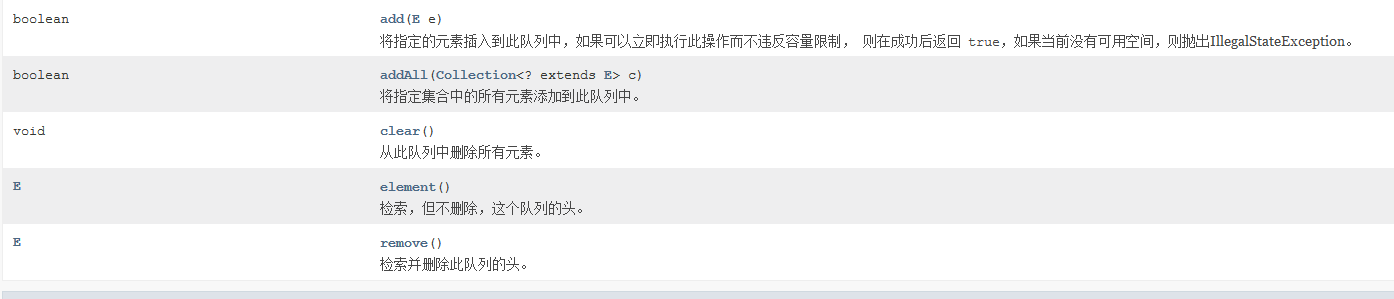 boolean add(E e)
将指定的元素插入到此队列中，如果可以立即执行此操作而不违反容量限制， 则在成功后返回 true，如果当前没有可用空间，则抛出IllegalStateException。
boolean addAll(Collection<? extends E> c)
将指定集合中的所有元素添加到此队列中。
void clear()
从此队列中删除所有元素。
E element()
检索，但不删除，这个队列的头。
E remove()
检索并删除此队列的头。